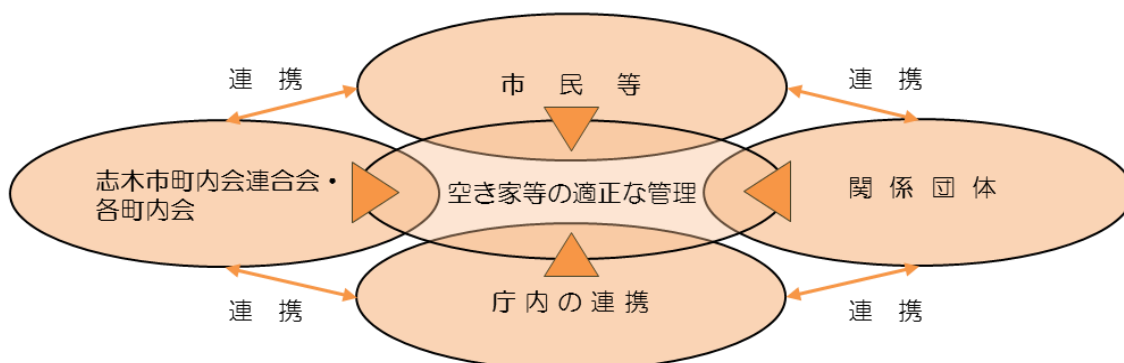 市民等
連携
連携
志木市町内会連合会・
各町内会
空き家等の適正な管理
関係団体
庁内の連携
連携
連携